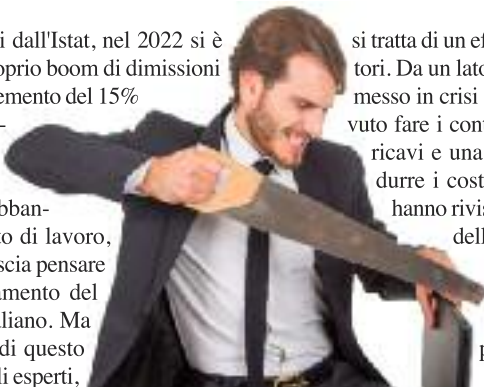 i dall'Istat, nel 2022 si è
oprio boom di dimissioni
emento del 15%
-
bban-
to di lavoro,
scia pensare
amento del
liano. Ma
di questo
li esperti,
si tratta di un ef
tori. Da un lato
messo in crisi
vuto fare i con
ricavi e una
durre i cost
hanno rivis
dell
p